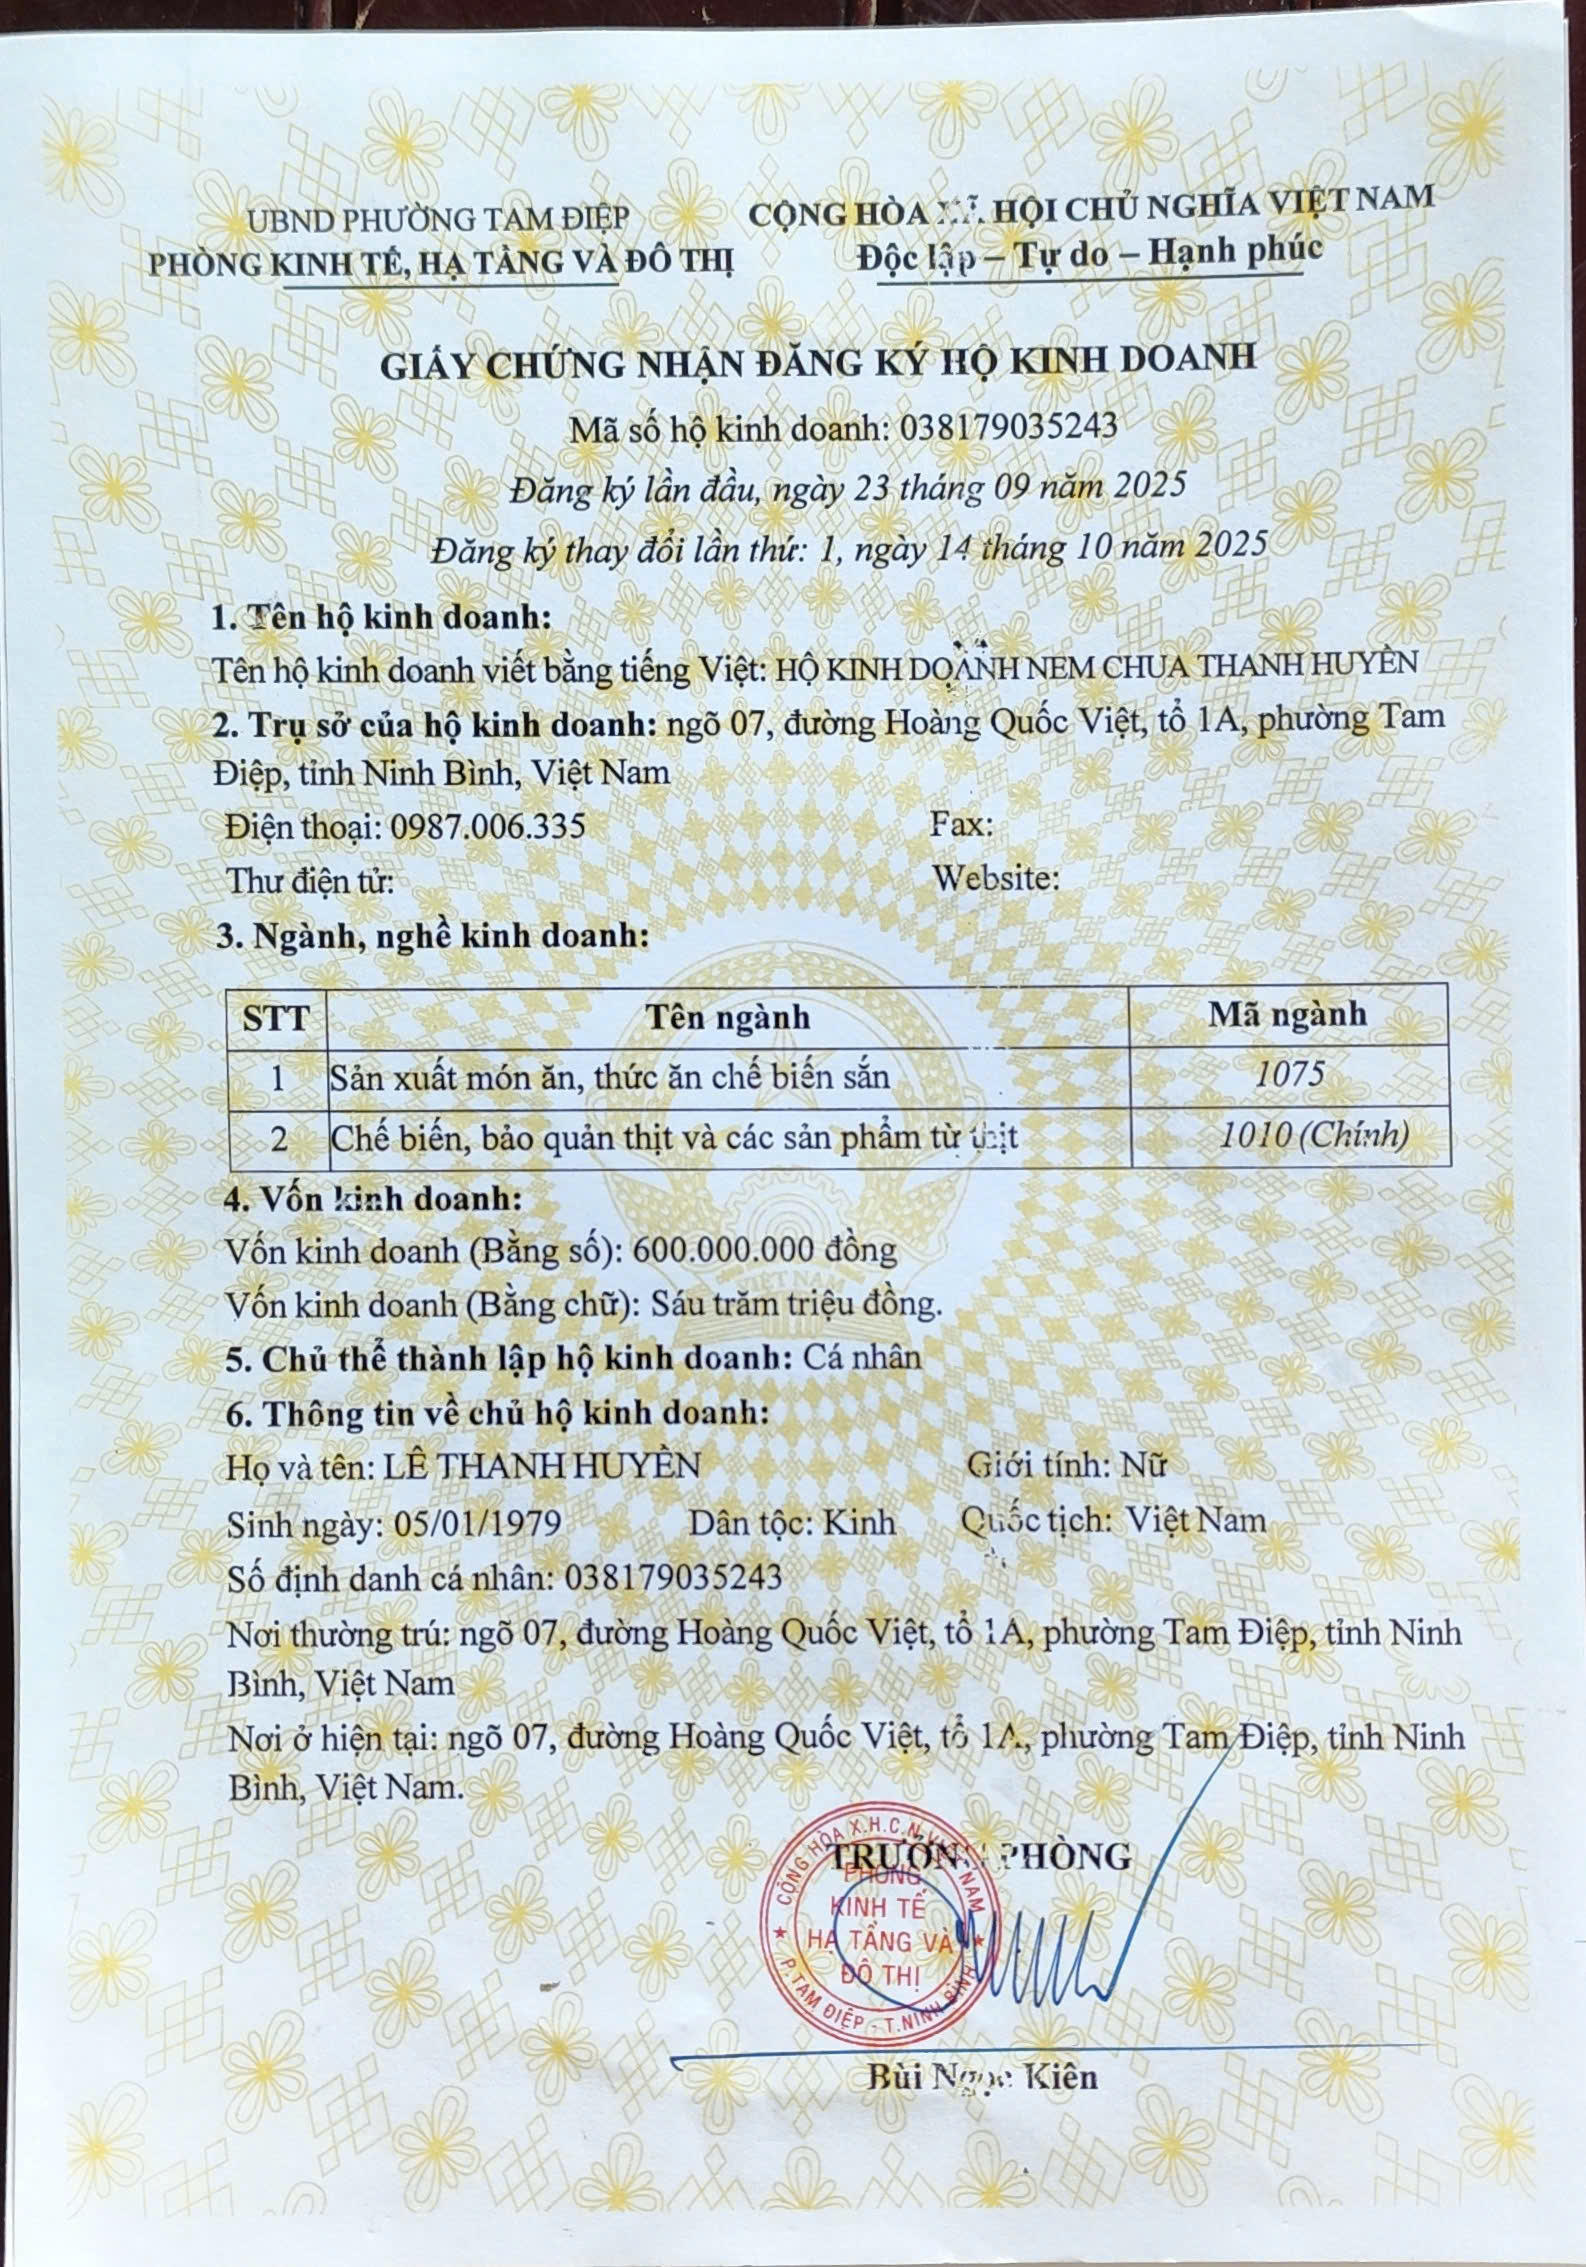 UBND PHƯỜNG TAM ĐIỆP
PHÒNG KINH TẾ, HẠ TẦNG VÀ ĐÔ THỊ
CỘNG HÒA XÃ HỘI CHỦ NGHĨA VIỆT NAM
Độc lập – Tự do – Hạnh phúc
GIẤY CHỨNG NHẬN ĐĂNG KÝ HỘ KINH DOANH
Mã số hộ kinh doanh: 038179035243
Đăng ký lần đầu, ngày 23 tháng 09 năm 2025
Đăng ký thay đổi lần thứ: 1, ngày 14 tháng 10 năm 2025
1. Tên hộ kinh doanh:
Tên hộ kinh doanh viết bằng tiếng Việt: HỘ KINH DOANH NEM CHUA THANH HUYỀN
2. Trụ sở của hộ kinh doanh: ngõ 07, đường Hoàng Quốc Việt, tổ 1A, phường Tam
Điệp, tỉnh Ninh Bình, Việt Nam
Điện thoại: 0987.006.335 Fax:
Thư điện tử: Website:
3. Ngành, nghề kinh doanh:
STT Tên ngành Mã ngành
1 Sản xuất món ăn, thức ăn chế biến sẵn 1075
2 Chế biến, bảo quản thịt và các sản phẩm từ thịt 1010 (Chính)
4. Vốn kinh doanh:
Vốn kinh doanh (Bằng số): 600.000.000 đồng
VIỆT NAM
Vốn kinh doanh (Bằng chữ): Sáu trăm triệu đồng.
5. Chủ thể thành lập hộ kinh doanh: Cá nhân
6. Thông tin về chủ hộ kinh doanh:
Họ và tên: LÊ THANH HUYỀN Giới tính: Nữ
Sinh ngày: 05/01/1979 Dân tộc: Kinh Quốc tịch: Việt Nam
Số định danh cá nhân: 038179035243
Nơi thường trú: ngõ 07, đường Hoàng Quốc Việt, tổ 1A, phường Tam Điệp, tỉnh Ninh
Bình, Việt Nam
Nơi ở hiện tại: ngõ 07, đường Hoàng Quốc Việt, tổ 1A, phường Tam Điệp, tỉnh Ninh
Bình, Việt Nam.
TRƯỞNG PHÒNG
CỘNG HÒA X.H.C.N VIỆT NAM
PHÒNG
KINH TẾ
HẠ TẦNG VÀ
ĐÔ THỊ
P. TAM ĐIỆP - T. NINH BÌNH
Bùi Ngọc Kiên